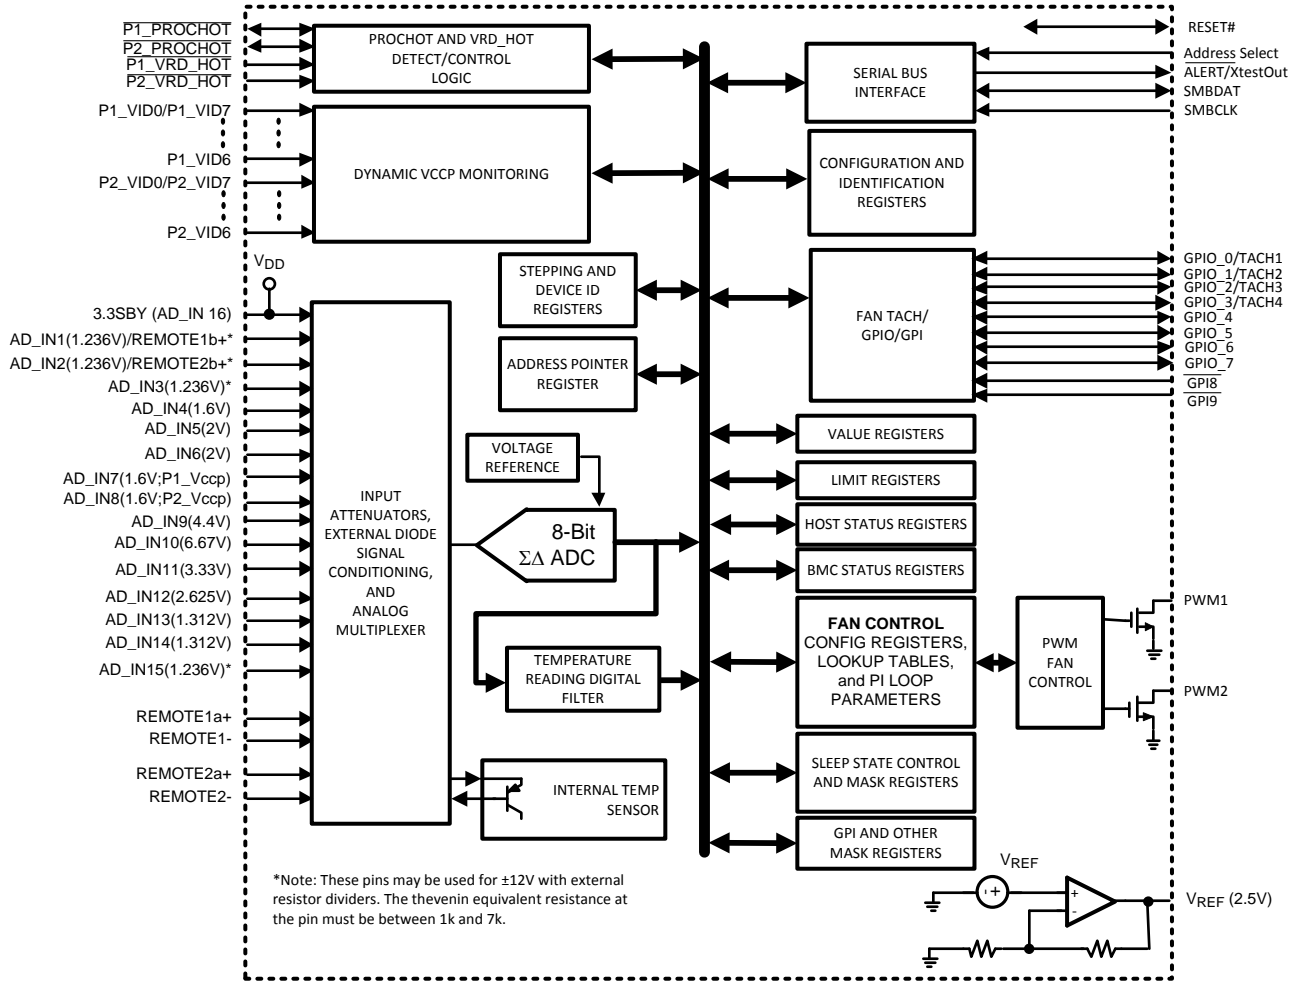 P1_PROCHOT
P2_PROCHOT
P1_VRD_HOT
P2_VRD_HOT
P1_VID0/P1_VID7
P1_VID6
P2_VID0/P2_VID7
P2_VID6
VDD
3.3SBY (AD_IN 16)
AD_IN1(1.236V)/REMOTE1b+*
AD_IN2(1.236V)/REMOTE2b+*
AD_IN3(1.236V)*
AD_IN4(1.6V)
AD_IN5(2V)
AD_IN6(2V)
AD_IN7(1.6V;P1_Vccp)
AD_IN8(1.6V;P2_Vccp)
AD_IN9(4.4V)
AD_IN10(6.67V)
AD_IN11(3.33V)
AD_IN12(2.625V)
AD_IN13(1.312V)
AD_IN14(1.312V)
AD_IN15(1.236V)*
REMOTE1a+
REMOTE1-
REMOTE2a+
REMOTE2-
PROCHOT AND VRD_HOT
DETECT/CONTROL
LOGIC
DYNAMIC VCCP MONITORING
STEPPING AND
DEVICE ID
REGISTERS
ADDRESS POINTER
REGISTER
VOLTAGE
REFERENCE
INPUT
ATTENUATORS,
EXTERNAL DIODE
SIGNAL
CONDITIONING,
AND
ANALOG
MULTIPLEXER
8-Bit
ΣΔ ADC
TEMPERATURE
READING DIGITAL
FILTER
INTERNAL TEMP
SENSOR
*Note: These pins may be used for ±12V with external
resistor dividers. The thevenin equivalent resistance at
the pin must be between 1k and 7k.
SERIAL BUS
INTERFACE
CONFIGURATION AND
IDENTIFICATION
REGISTERS
FAN TACH/
GPIO/GPI
VALUE REGISTERS
LIMIT REGISTERS
HOST STATUS REGISTERS
BMC STATUS REGISTERS
FAN CONTROL
CONFIG REGISTERS,
LOOKUP TABLES,
and PI LOOP
PARAMETERS
PWM
FAN
CONTROL
SLEEP STATE CONTROL
AND MASK REGISTERS
GPI AND OTHER
MASK REGISTERS
RESET#
Address Select
ALERT/XtestOut
SMBDAT
SMBCLK
GPIO_0/TACH1
GPIO_1/TACH2
GPIO_2/TACH3
GPIO_3/TACH4
GPIO_4
GPIO_5
GPIO_6
GPIO_7
GPI8
GPI9
PWM1
PWM2
VREF
- +
+
-
VREF (2.5V)